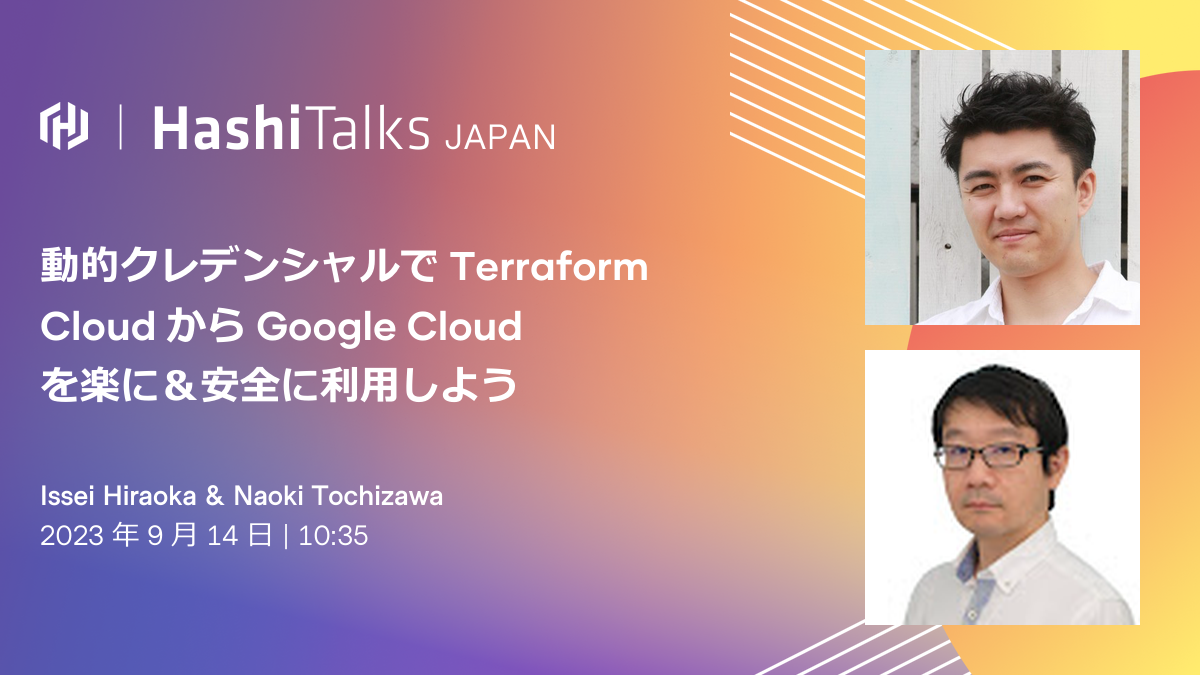 HashiTalks JAPAN
動的クレデンシャルで Terraform
Cloud から Google Cloud
を楽に＆安全に利用しよう
Issei Hiraoka & Naoki Tochizawa
2023 年 9 月 14 日 | 10:35